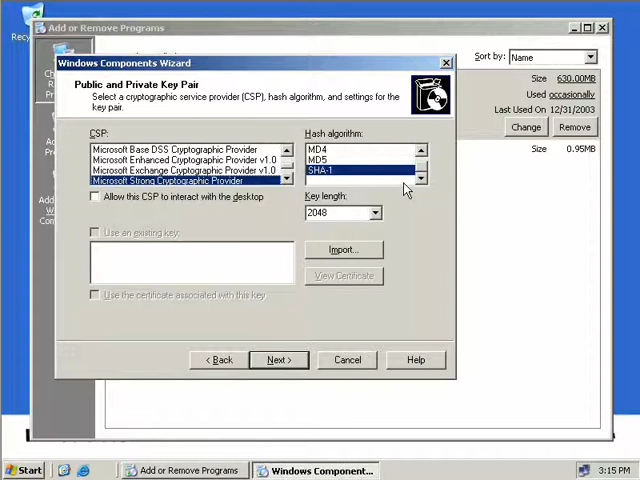 Recyc
Add or Remove Programs
Sort by:
Name
Windows Components Wizard
Public and Private Key Pair
Select a cryptographic service provider (CSP), hash algorithm, and settings for the
key pair.
Size
630.00MB
Used
occasionally
Last Used On
12/31/2003
Change
Remove
Size
0.95MB
CSP:
Microsoft Base DSS Cryptographic Provider
Microsoft Enhanced Cryptographic Provider v1.0
Microsoft Exchange Cryptographic Provider v1.0
Microsoft Strong Cryptographic Provider
Allow this CSP to interact with the desktop
Hash algorithm:
MD4
MD5
SHA-1
Key length:
2048
Use an existing key:
Import...
View Certificate
Use the certificate associated with this key
< Back
Next >
Cancel
Help
Start
Add or Remove Programs
Windows Component...
3:15 PM